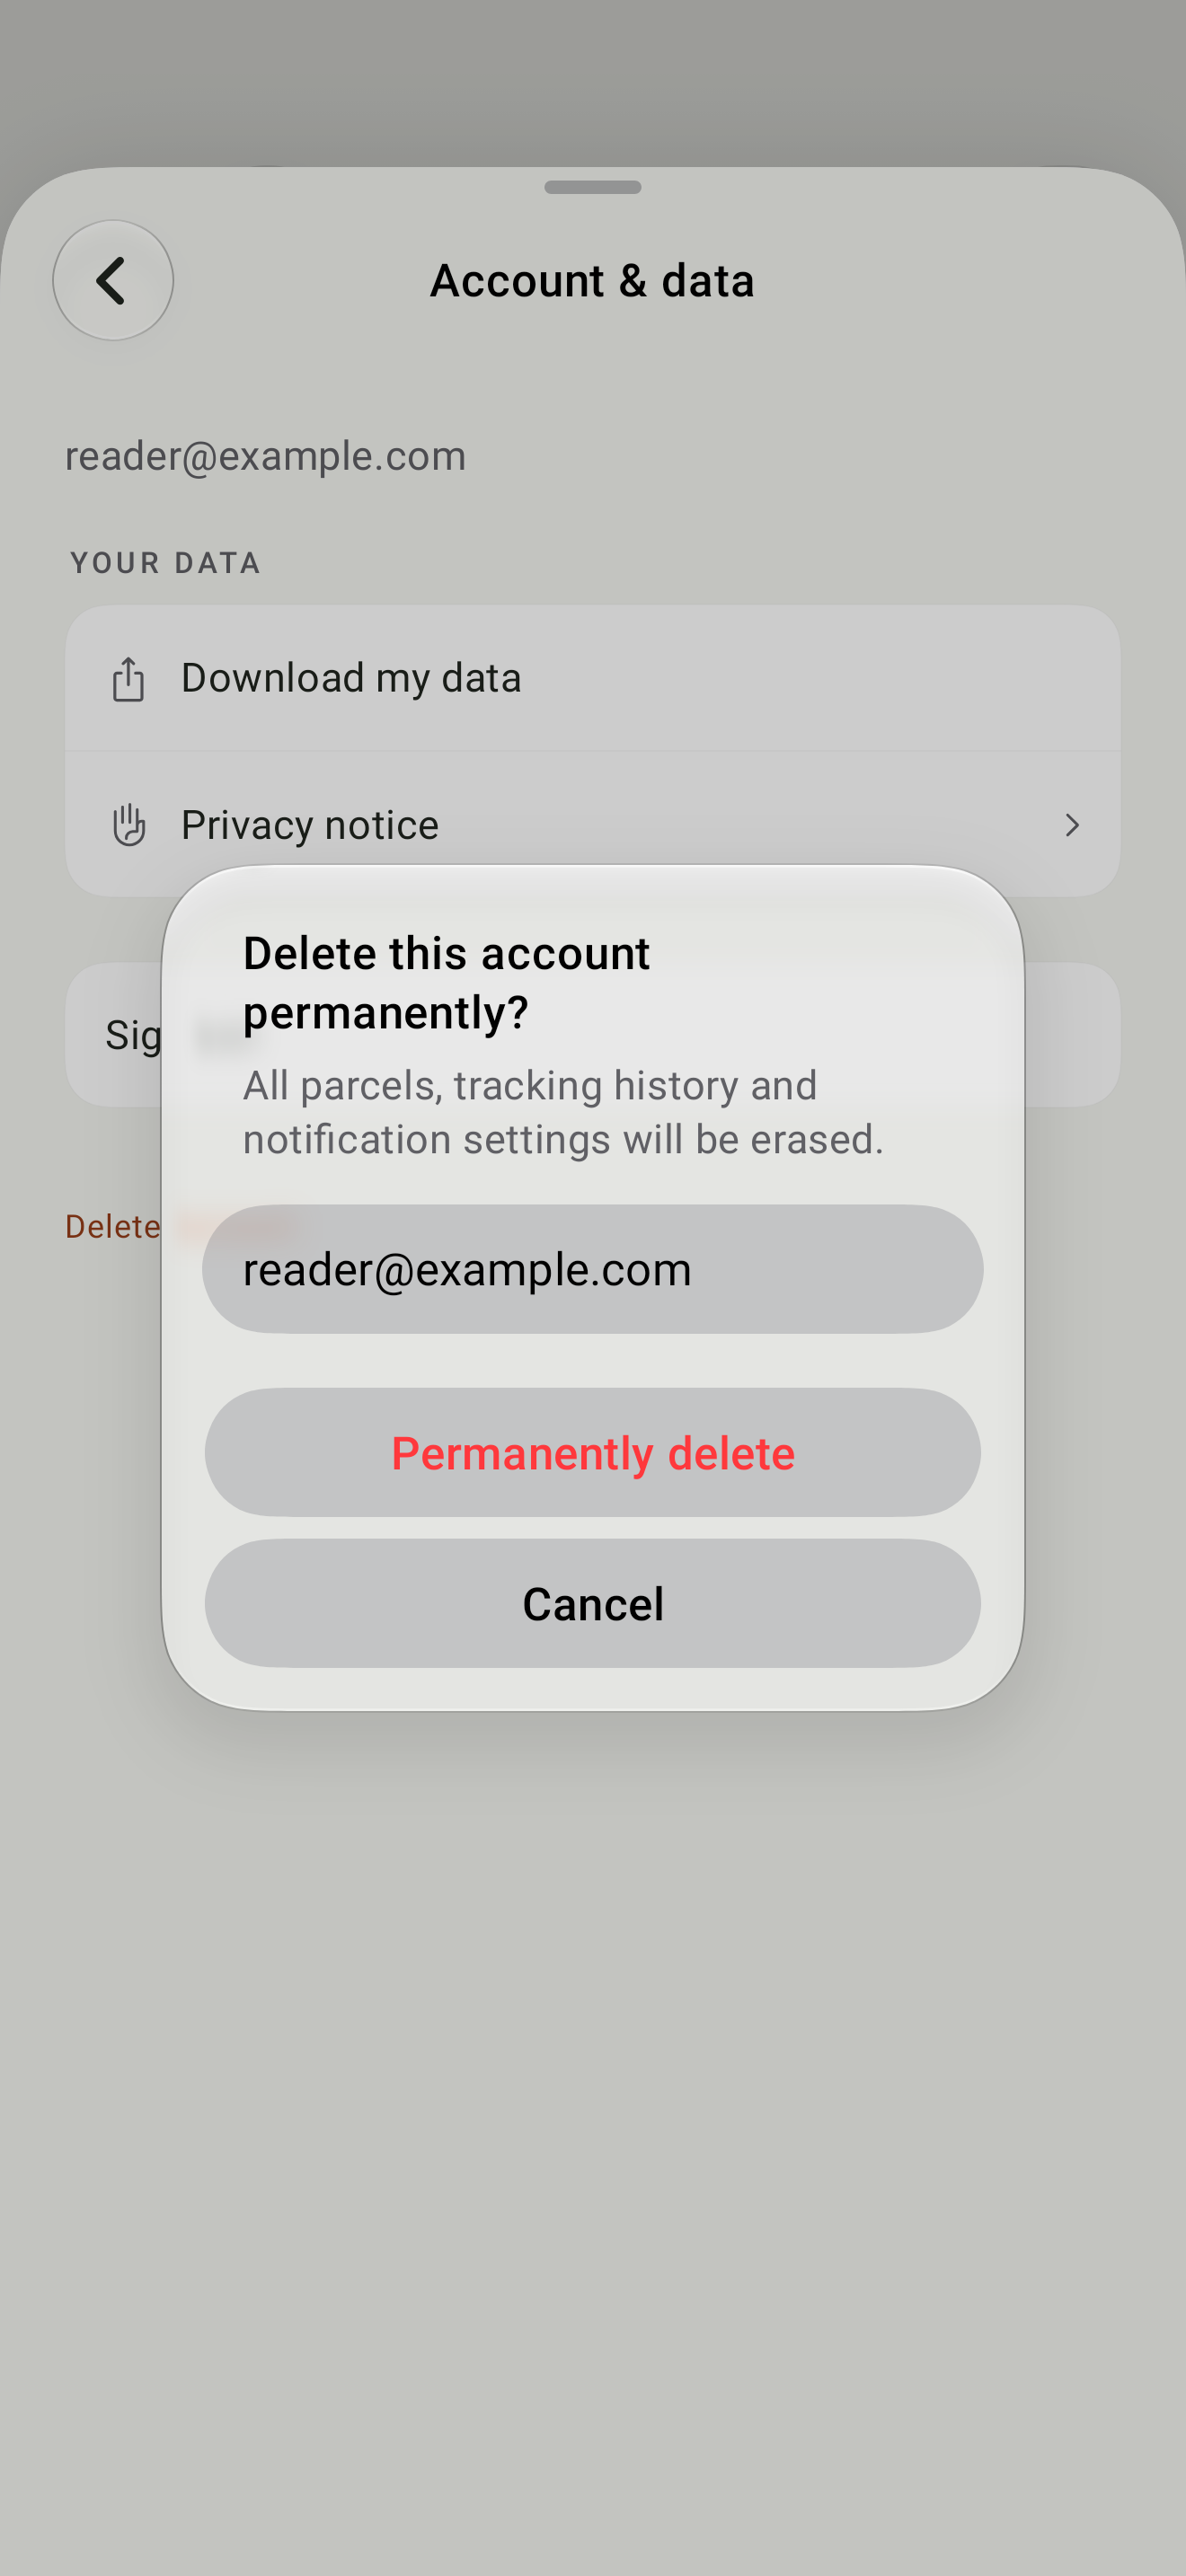 Account & data
reader@example.com
YOUR DATA
Download my data
Privacy notice
Delete this account
permanently?
All parcels, tracking history and
notification settings will be erased.
Delete
reader@example.com
Permanently delete
Cancel